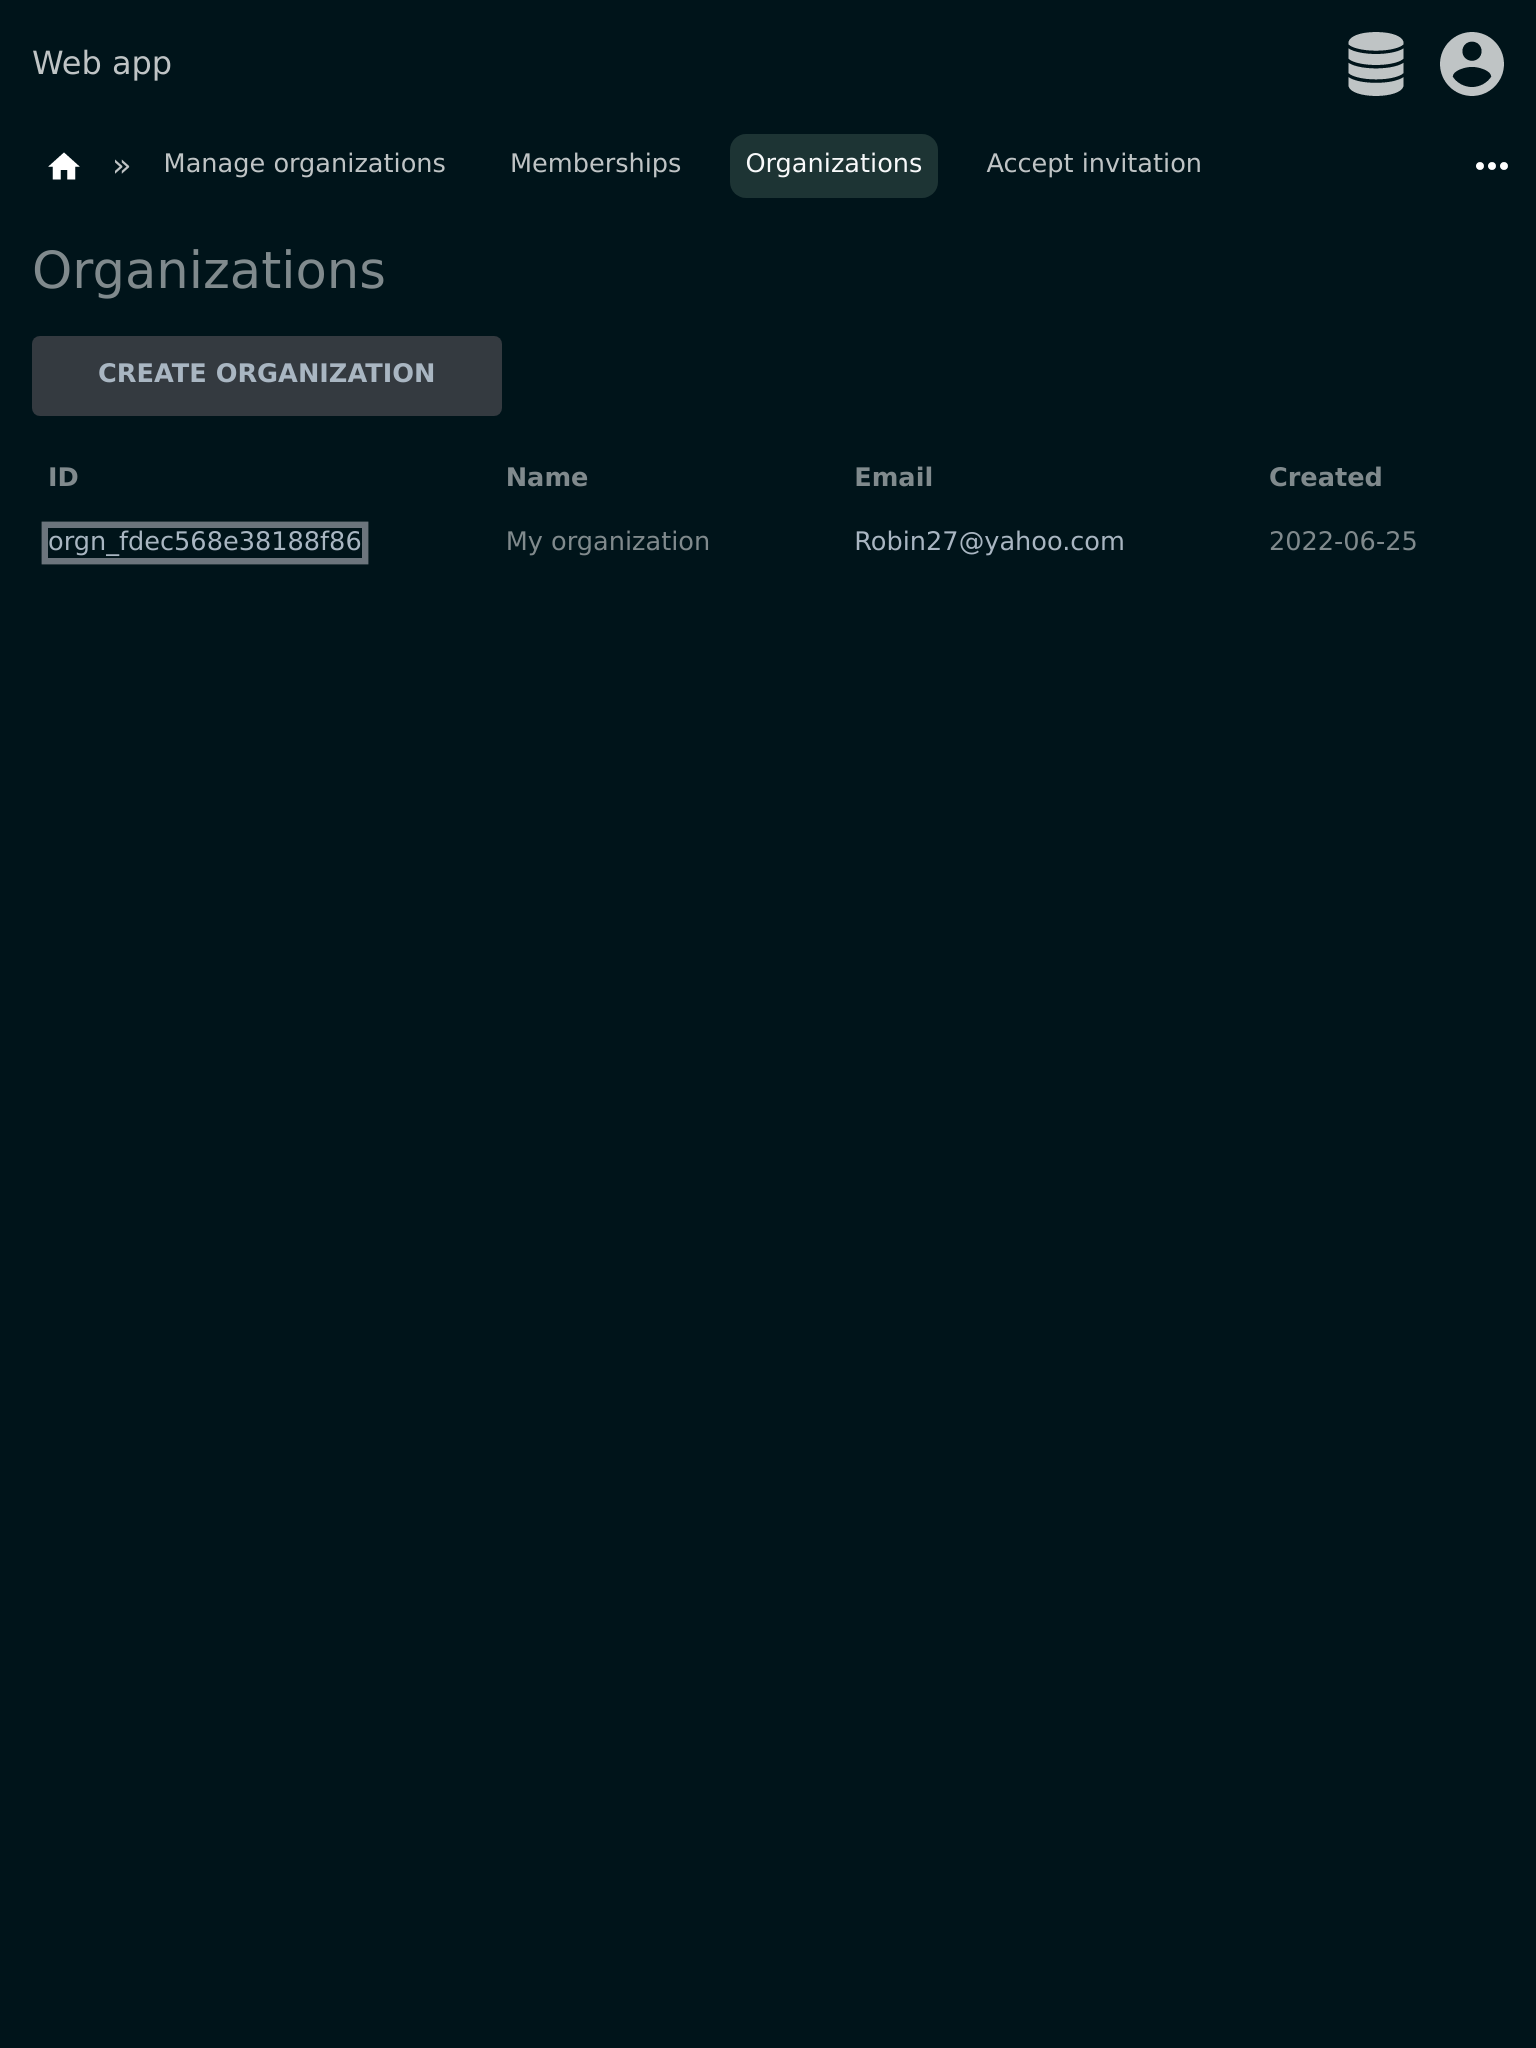 Web app
» Manage organizations Memberships Organizations Accept invitation
Organizations
CREATE ORGANIZATION
ID Name Email Created
orgn_fdec568e38188f86 My organization Robin27@yahoo.com 2022-06-25